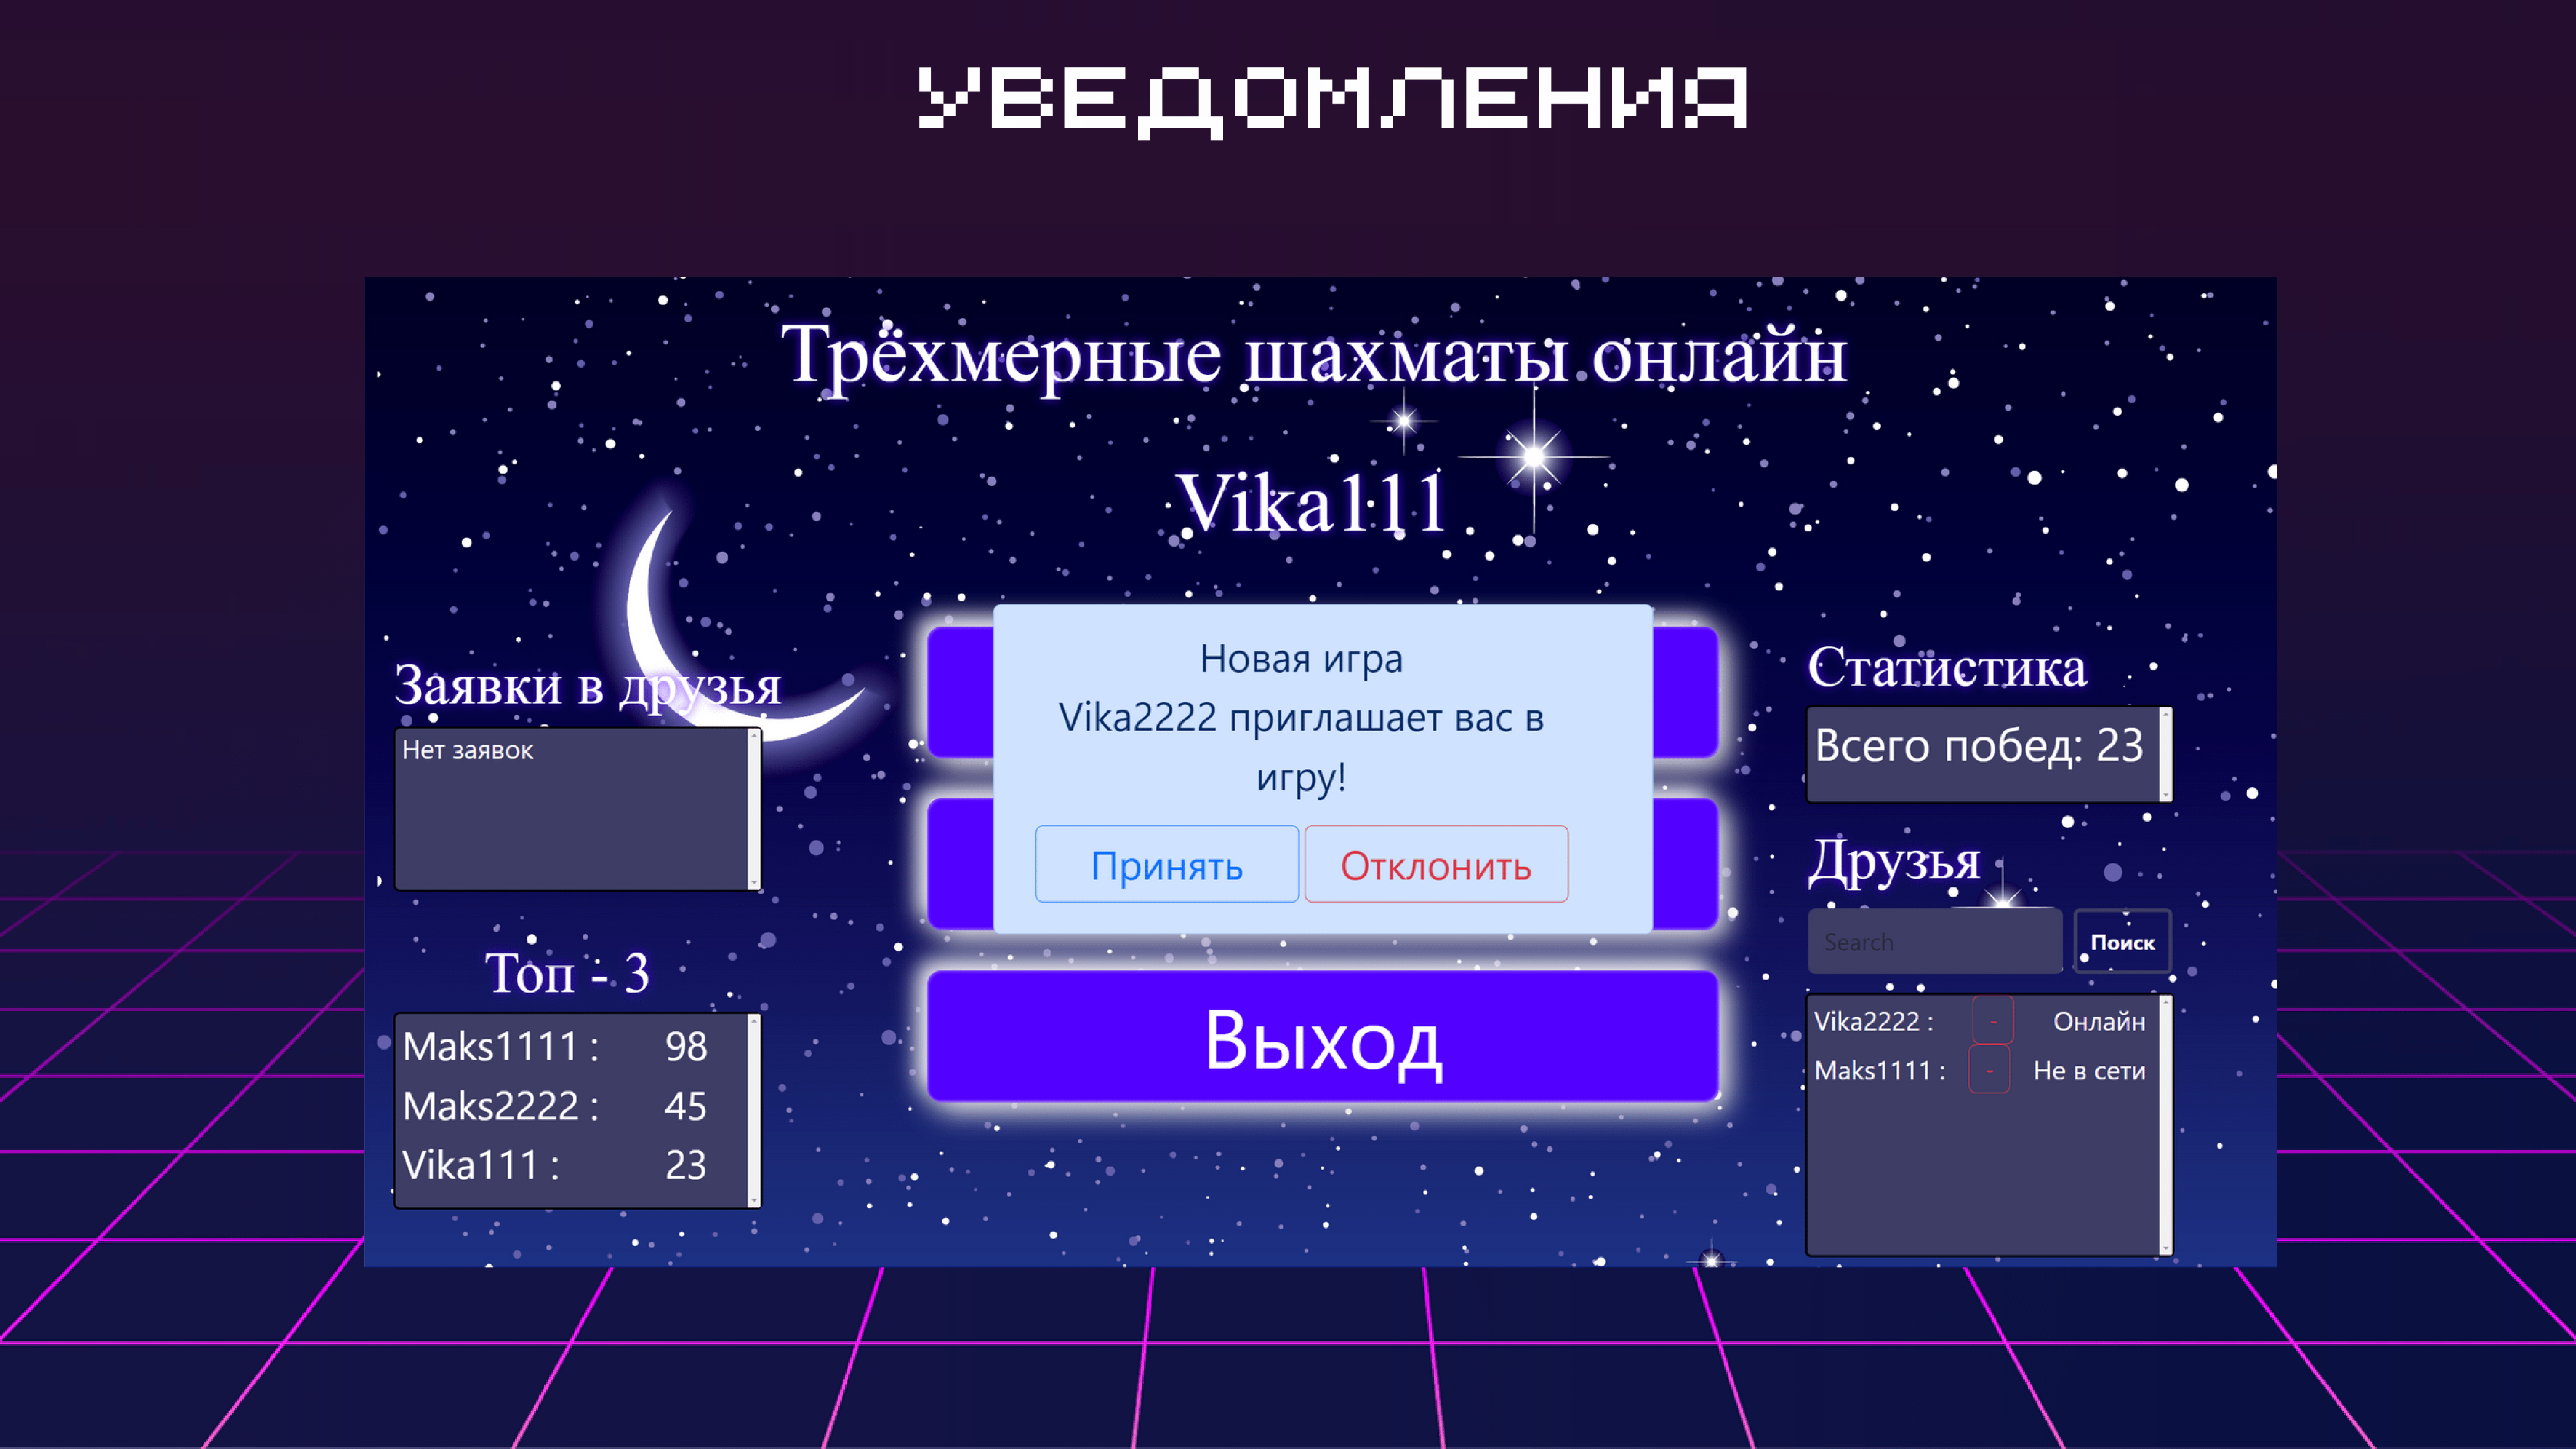 УВЕДОМЛЕНИЯ
Трёхмерные шахматы онлайн
Vika111
Новая игра
Vika2222 приглашает вас в
игру!
Принять Отклонить
Выход
Заявки в друзья
Нет заявок
Топ - 3
Maks1111 : 98
Maks2222 : 45
Vika111 : 23
Статистика
Всего побед: 23
Друзья
Search Поиск
Vika2222 : - Онлайн
Maks1111 : - Не в сети